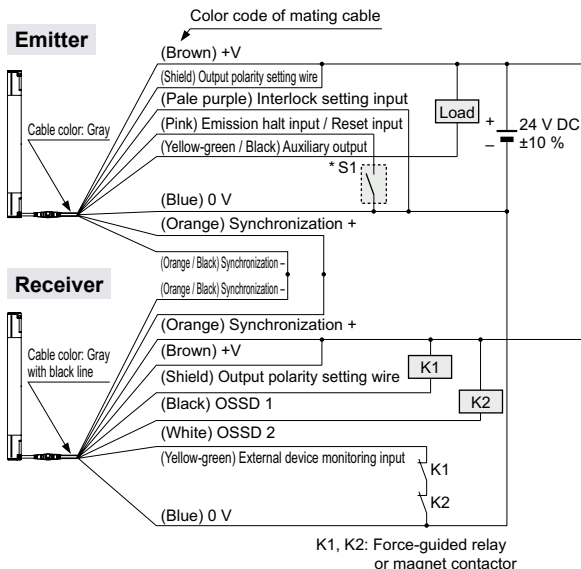 Color code of mating cable
Emitter
(Brown) +V
(Shield) Output polarity setting wire
(Pale purple) Interlock setting input
(Pink) Emission halt input / Reset input
(Yellow-green / Black) Auxiliary output
Cable color: Gray
Load
+
–
24 V DC
±10 %
* S1
(Blue) 0 V
(Orange) Synchronization +
(Orange / Black) Synchronization –
Receiver
(Orange / Black) Synchronization –
(Orange) Synchronization +
(Brown) +V
(Shield) Output polarity setting wire
(Black) OSSD 1
(White) OSSD 2
(Yellow-green) External device monitoring input
Cable color: Gray
with black line
K1
K2
K1
K2
(Blue) 0 V
K1, K2: Force-guided relay
or magnet contactor